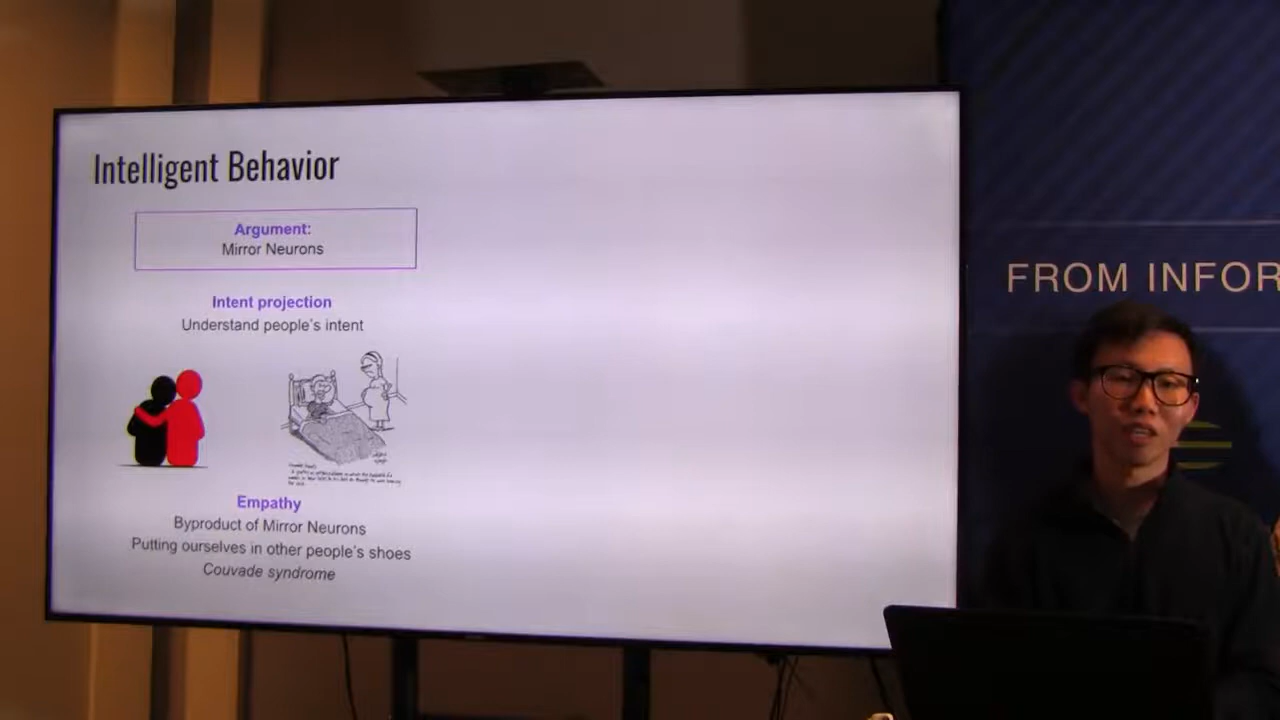 Intelligent Behavior
Argument:
Mirror Neurons
Intent projection
Understand people's intent
Empathy
Byproduct of Mirror Neurons
Putting ourselves in other people's shoes
Couvade syndrome
FROM INFOR